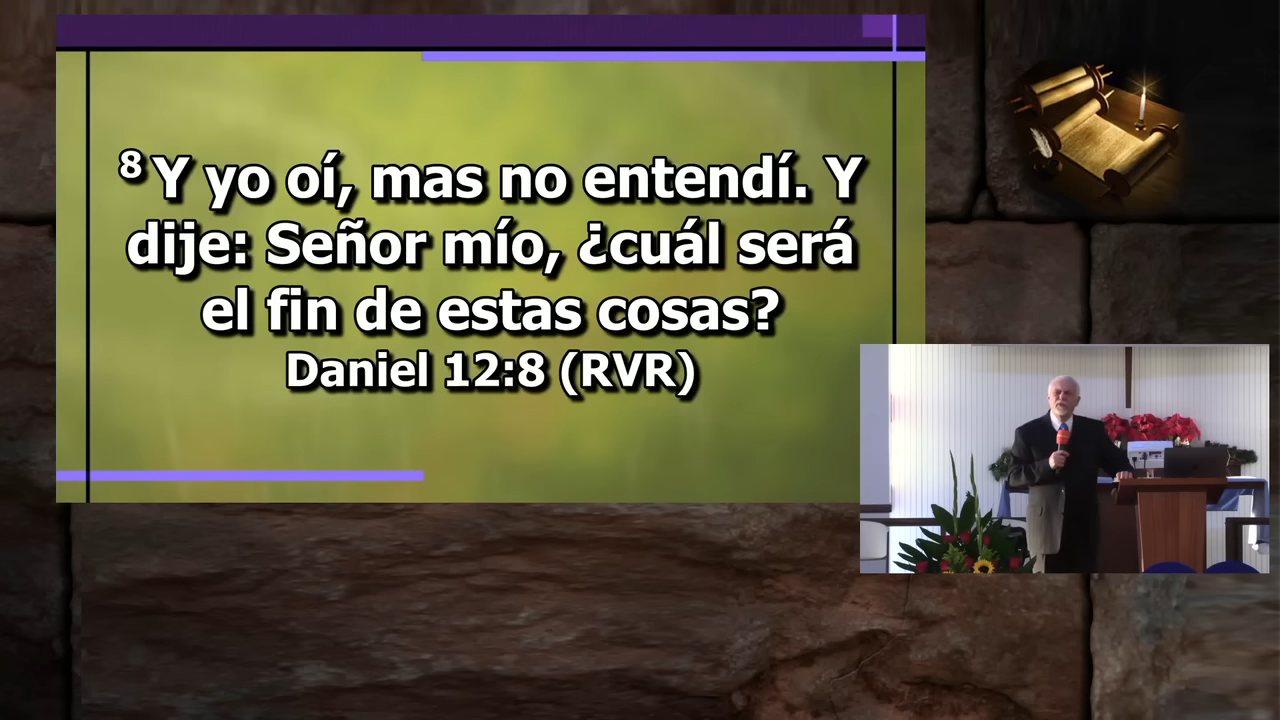 8 Y yo oí, mas no entendí. Y
dije: Señor mío, ¿cuál será
el fin de estas cosas?
Daniel 12:8 (RVR)